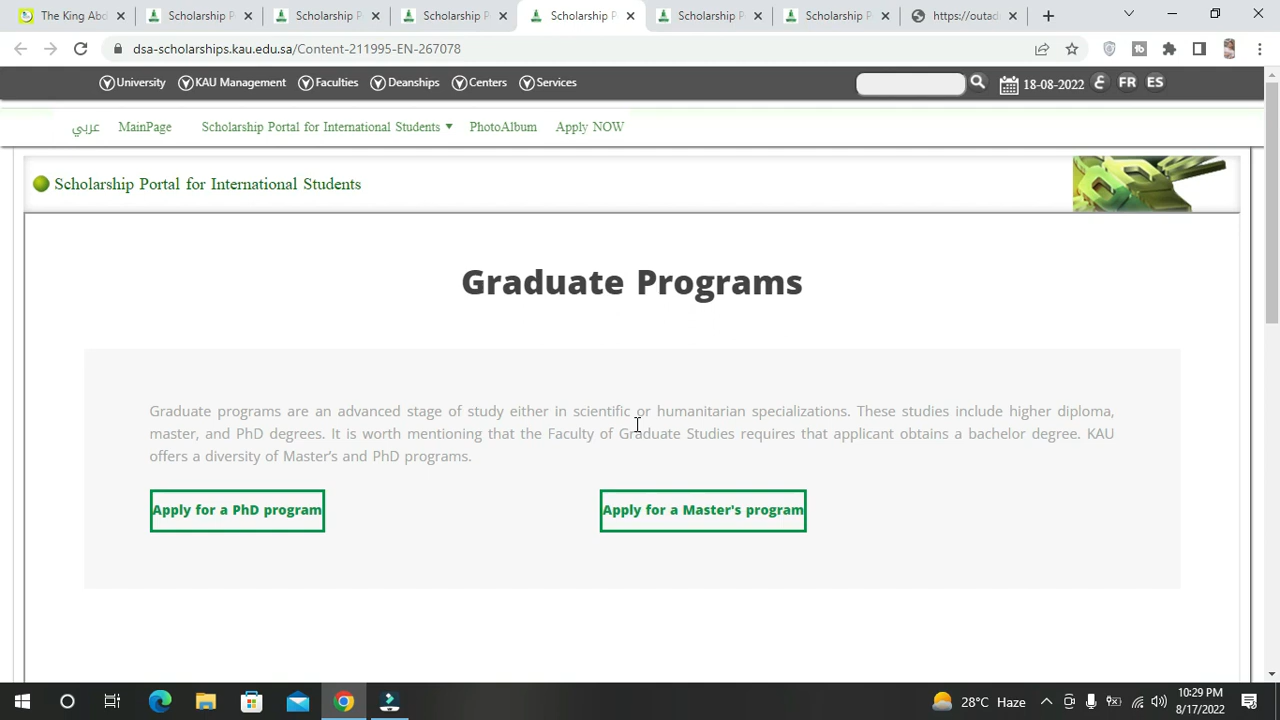 The King Abd
Scholarship P
Scholarship P
Scholarship P
Scholarship P
Scholarship P
Scholarship P
https://outad
dsa-scholarships.kau.edu.sa/Content-211995-EN-267078
University KAU Management Faculties Deanships Centers Services 18-08-2022 ع FR ES
عربي MainPage Scholarship Portal for International Students PhotoAlbum Apply NOW
Scholarship Portal for International Students
Graduate Programs
Graduate programs are an advanced stage of study either in scientific or humanitarian specializations. These studies include higher diploma,
master, and PhD degrees. It is worth mentioning that the Faculty of Graduate Studies requires that applicant obtains a bachelor degree. KAU
offers a diversity of Master's and PhD programs.
Apply for a PhD program Apply for a Master's program
28°C Haze
10:29 PM
8/17/2022